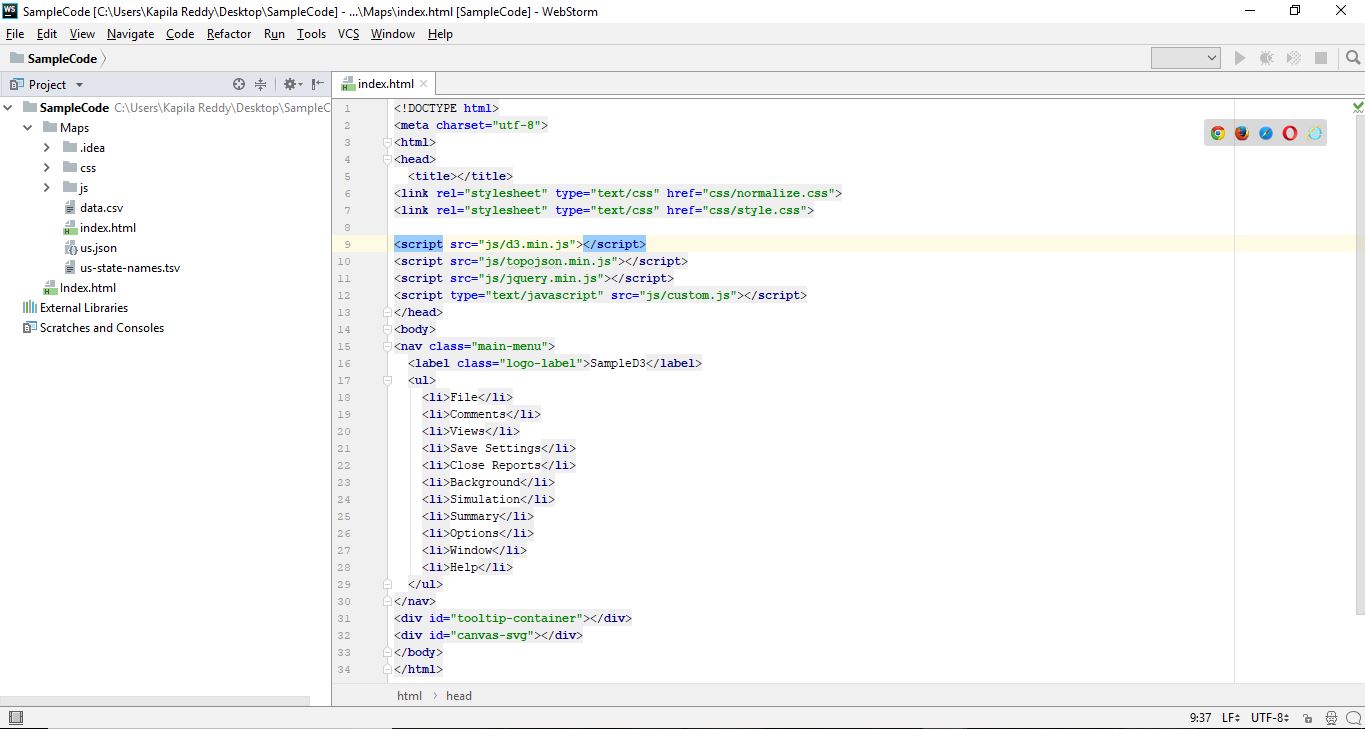 SampleCode [C:\Users\Kapila Reddy\Desktop\SampleCode] - ...\Maps\index.html [SampleCode] - WebStorm
File Edit View Navigate Code Refactor Run Tools VCS Window Help
SampleCode
Project
index.html
SampleCode C:\Users\Kapila Reddy\Desktop\SampleC
Maps
.idea
css
js
data.csv
index.html
us.json
us-state-names.tsv
Index.html
External Libraries
Scratches and Consoles
1 <!DOCTYPE html>
2 <meta charset="utf-8">
3 <html>
4 <head>
5 <title></title>
6 <link rel="stylesheet" type="text/css" href="css/normalize.css">
7 <link rel="stylesheet" type="text/css" href="css/style.css">
8
9 <script src="js/d3.min.js"></script>
10 <script src="js/topojson.min.js"></script>
11 <script src="js/jquery.min.js"></script>
12 <script type="text/javascript" src="js/custom.js"></script>
13 </head>
14 <body>
15 <nav class="main-menu">
16 <label class="logo-label">SampleD3</label>
17 <ul>
18 <li>File</li>
19 <li>Comments</li>
20 <li>Views</li>
21 <li>Save Settings</li>
22 <li>Close Reports</li>
23 <li>Background</li>
24 <li>Simulation</li>
25 <li>Summary</li>
26 <li>Options</li>
27 <li>Window</li>
28 <li>Help</li>
29 </ul>
30 </nav>
31 <div id="tooltip-container"></div>
32 <div id="canvas-svg"></div>
33 </body>
34 </html>
html head
9:37 LF UTF-8